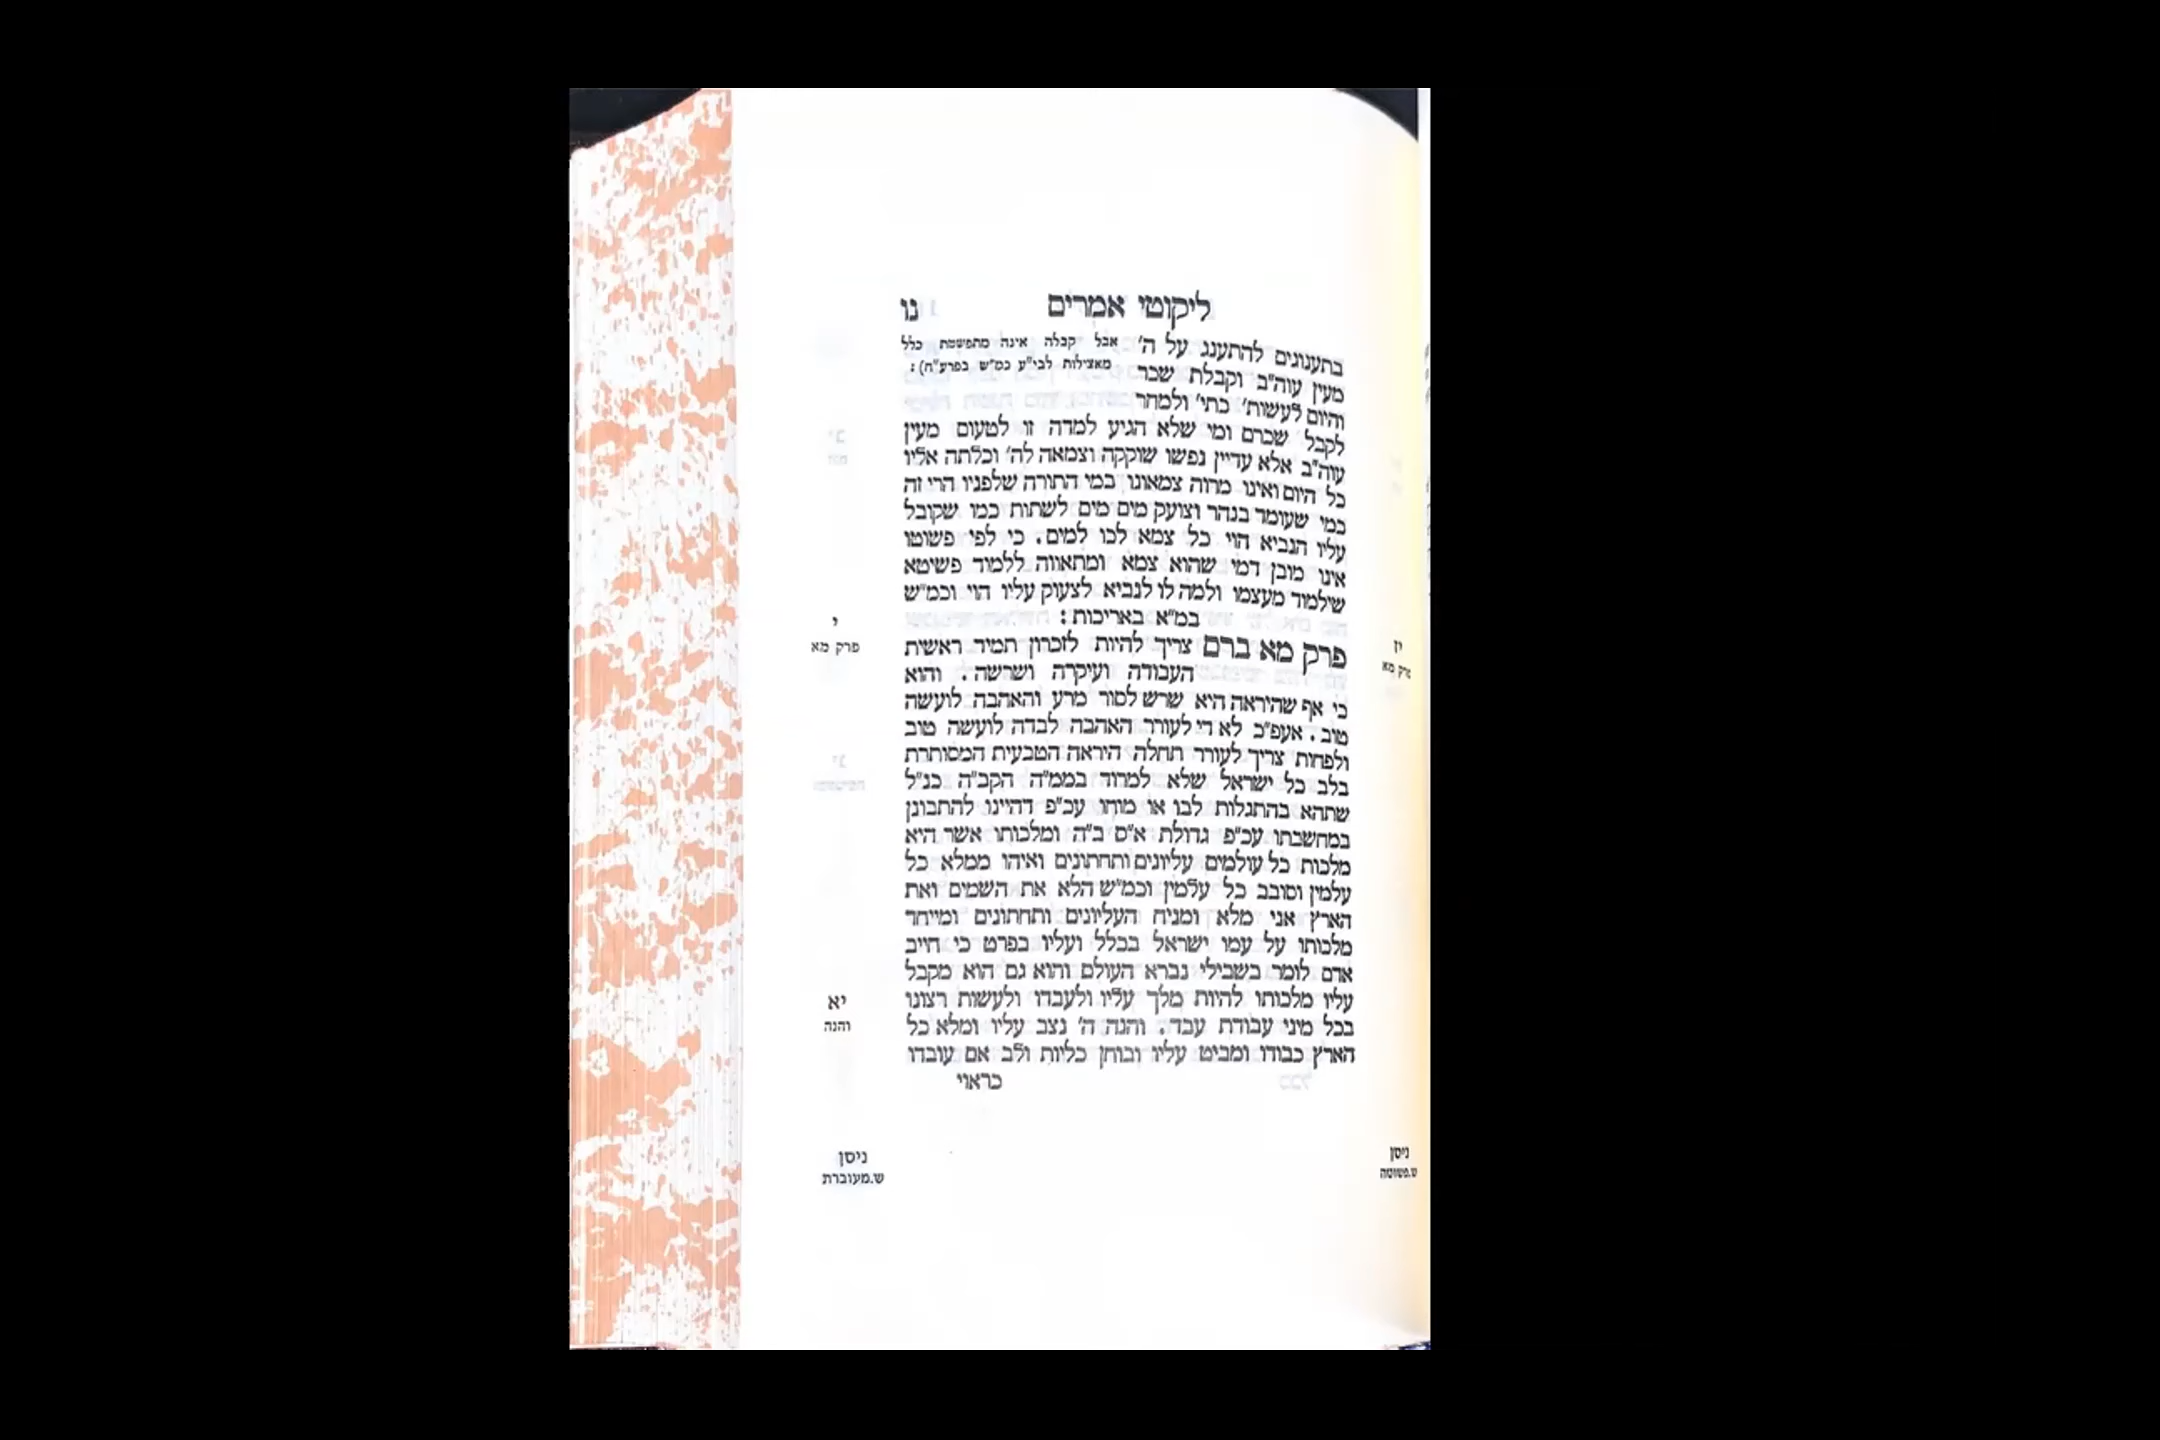 ליקוטי אמרים
נו
בתענוגים להתענג על ה'
מעין עוה"ב וקבלת שכר
והיום לעשות' כתי' ולמחר
אבל קבלה אינה מתפשטת כלל
מאצילות לבי"ע כמ"ש בפרע"ח) :
לקבל שכרם ומי שלא הגיע למדה זו לטעום מעין
עוה"ב אלא עדיין נפשו שוקקה וצמאה לה' וכלתה אליו
כל היום ואינו מרוה צמאונו במי התורה שלפניו הרי זה
כמי שעומד בנהר וצועק מים מים לשתות כמו שקובל
עליו הנביא הוי כל צמא לכו למים. כי לפי פשוטו
אינו מובן דמי שהוא צמא ומתאווה ללמוד פשיטא
שילמוד מעצמו ולמה לו לנביא לצעוק עליו הוי וכמ"ש
במ"א באריכות :
פרק מא ברם צריך להיות לזכרון תמיד ראשית
העבודה ועיקרה ושרשה. והוא
כי אף שהיראה היא שרש לסור מרע והאהבה לועשה
טוב. אעפ"כ לא די לעורר האהבה לבדה לועשה טוב
ולפחות צריך לעורר תחלה היראה הטבעית המסותרת
בלב כל ישראל שלא למרוד בממ"ה הקב"ה כנ"ל
שתהא בהתגלות לבו או מוחו עכ"פ דהיינו להתבונן
במחשבתו עכ"פ גדולת א"ס ב"ה ומלכותו אשר היא
מלכות כל עולמים עליונים ותחתונים ואיהו ממלא כל
עלמין וסובב כל עלמין וכמ"ש הלא את השמים ואת
הארץ אני מלא ומניח העליונים ותחתונים ומייחד
מלכותו על עמו ישראל בכלל ועליו בפרט כי חייב
אדם לומר בשבילי נברא העולם והוא גם הוא מקבל
עליו מלכותו להיות מלך עליו ולעבדו ולעשות רצונו
בכל מיני עבודת עבד. והנה ה' נצב עליו ומלא כל
הארץ כבודו ומביט עליו ובוחן כליות ולב אם עובדו
כראוי
י
פרק מא
יא
והנה
ניסן
ש.מעוברת
יז
פרק מא
ניסן
ש.פשוטה